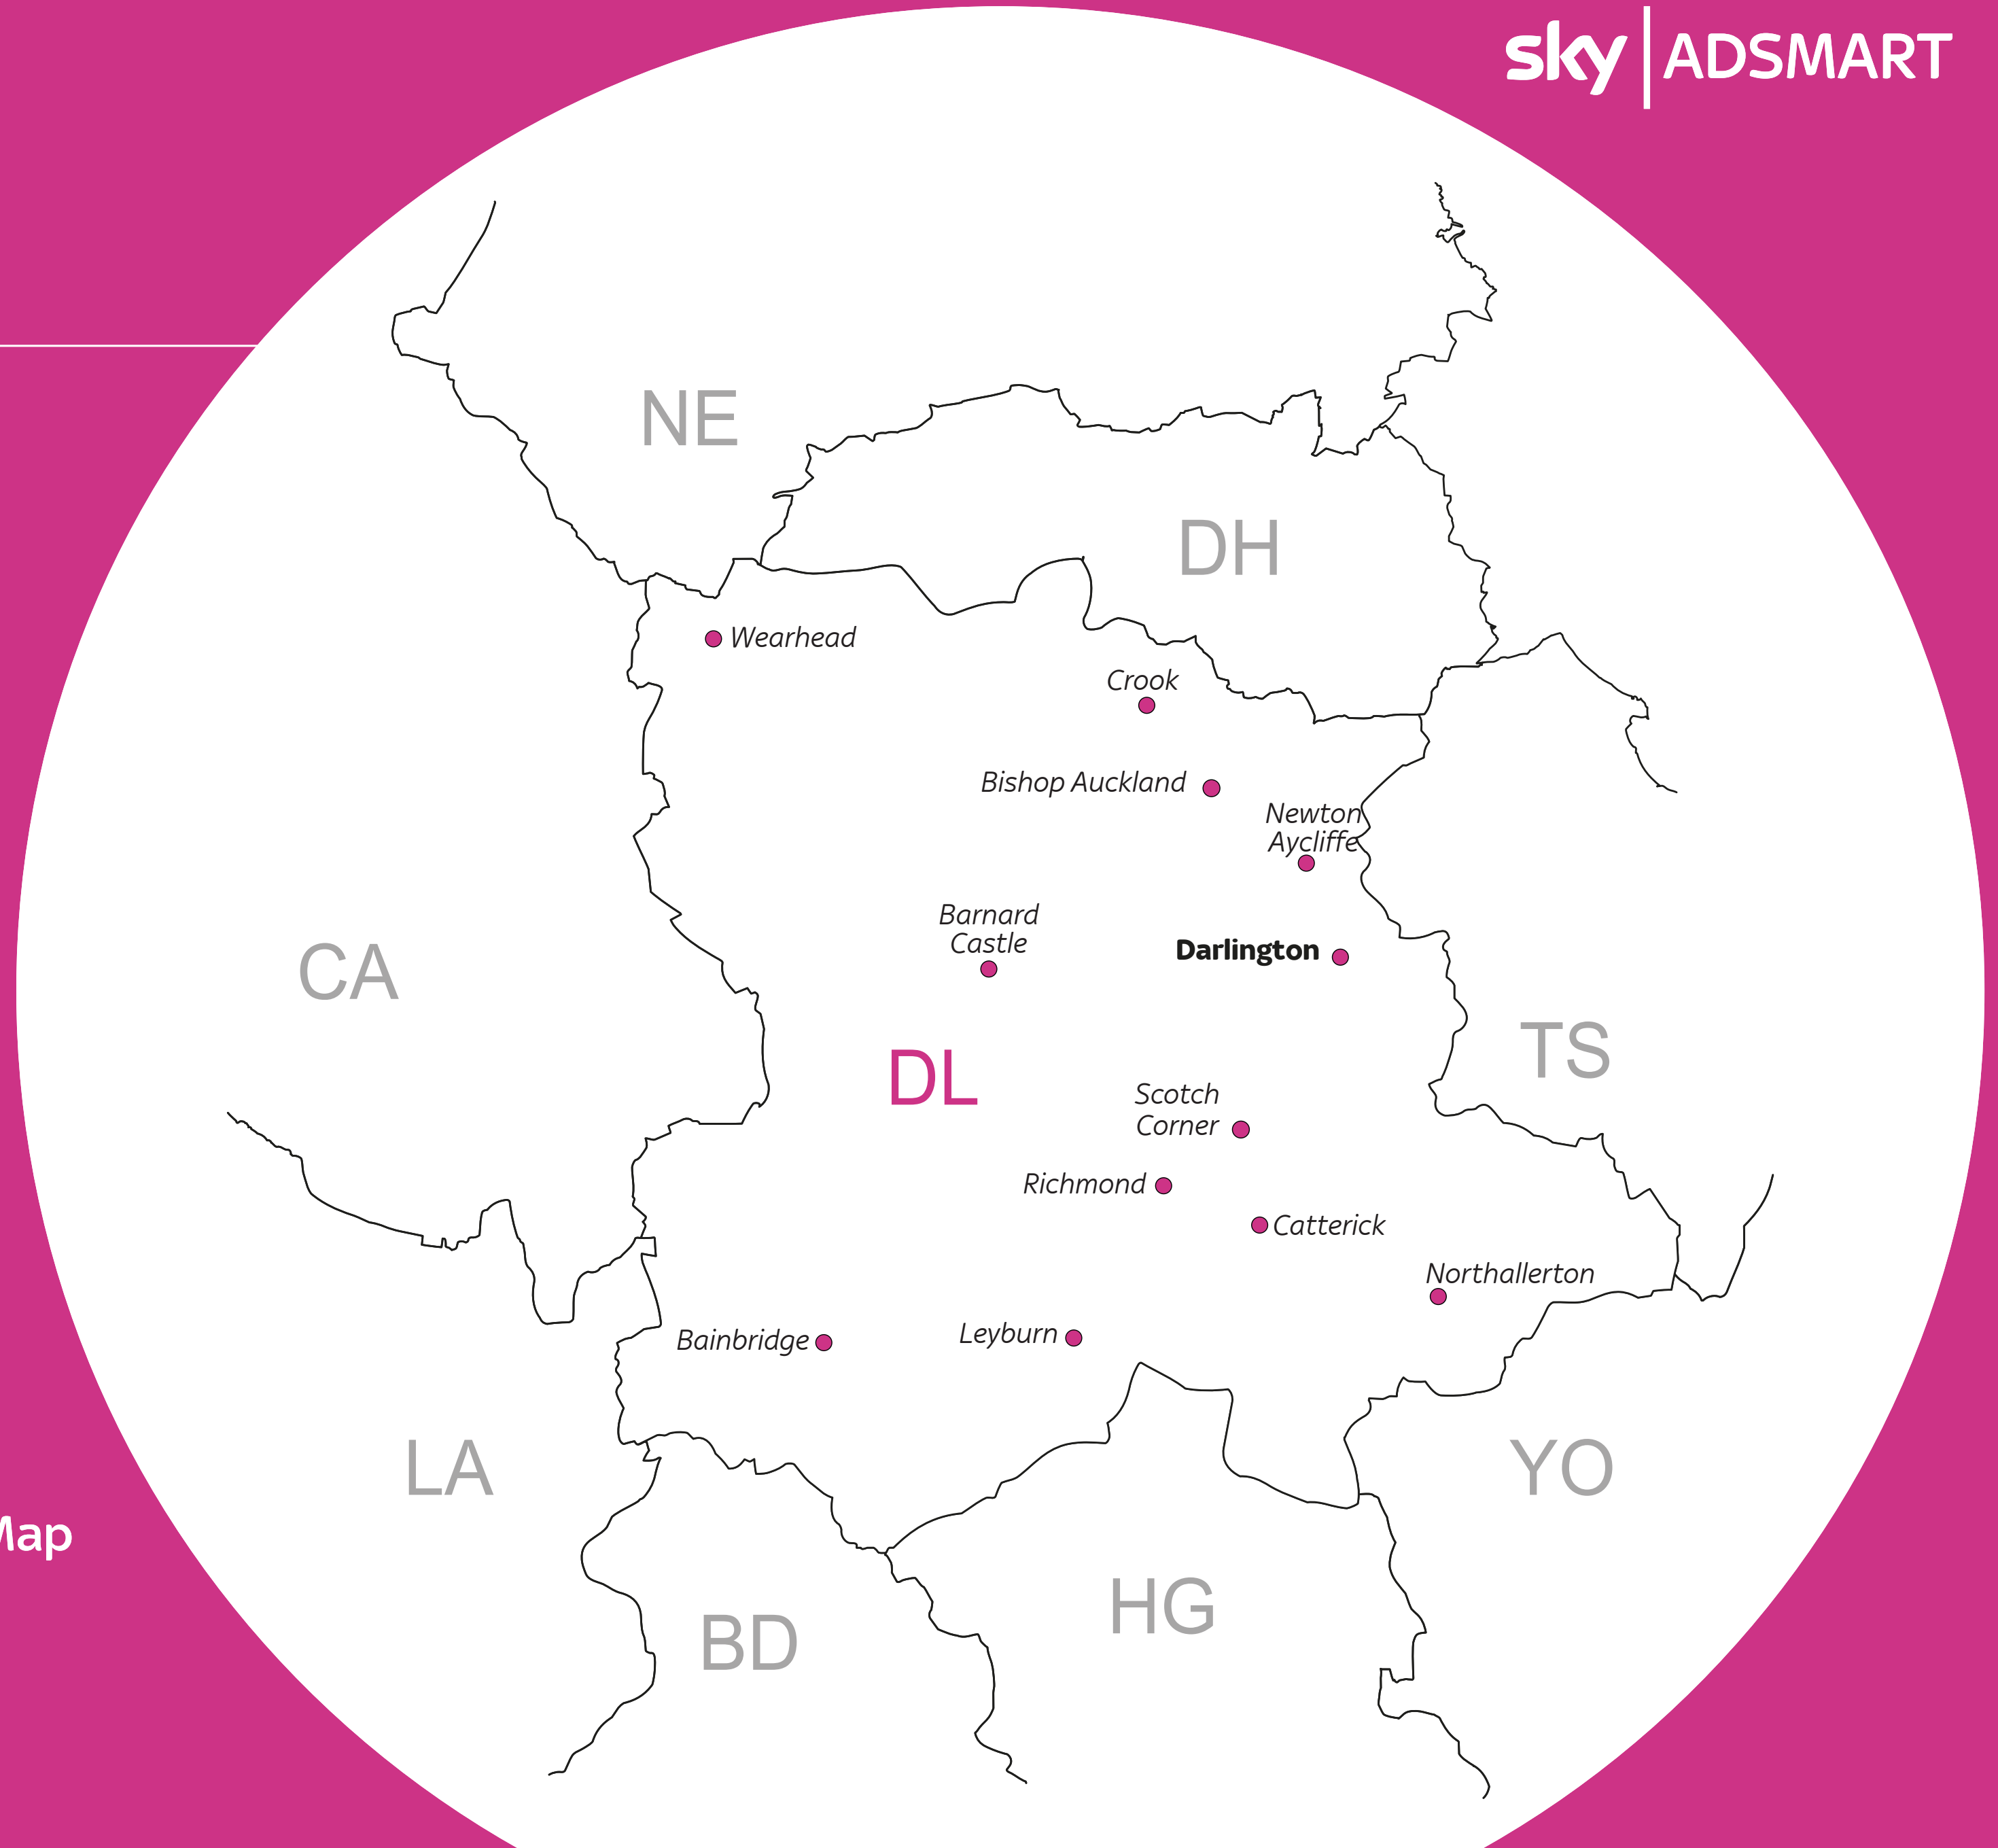 sky ADSMART
NE
DH
Wearhead
Crook
Bishop Auckland
Newton
Aycliffe
Barnard
Castle
Darlington
CA
TS
DL
Scotch
Corner
Richmond
Catterick
Northallerton
Bainbridge
Leyburn
LA
YO
Map
HG
BD